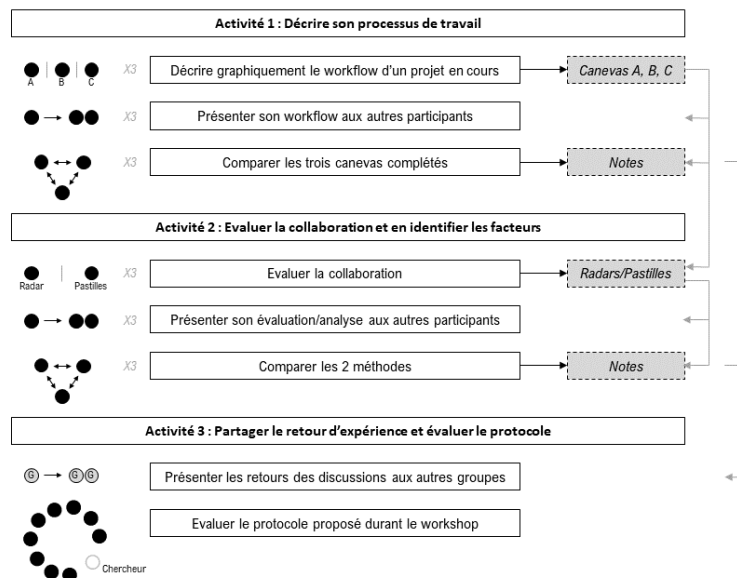 Activité 1 : Décrire son processus de travail
A B C X3 Décrire graphiquement le workflow d'un projet en cours Canevas A, B, C
X3 Présenter son workflow aux autres participants
X3 Comparer les trois canevas complétés Notes
Activité 2 : Evaluer la collaboration et en identifier les facteurs
Radar Pastilles X3 Evaluer la collaboration Radars/Pastilles
X3 Présenter son évaluation/analyse aux autres participants
X3 Comparer les 2 méthodes Notes
Activité 3 : Partager le retour d'expérience et évaluer le protocole
G G G Présenter les retours des discussions aux autres groupes
Evaluer le protocole proposé durant le workshop
Chercheur